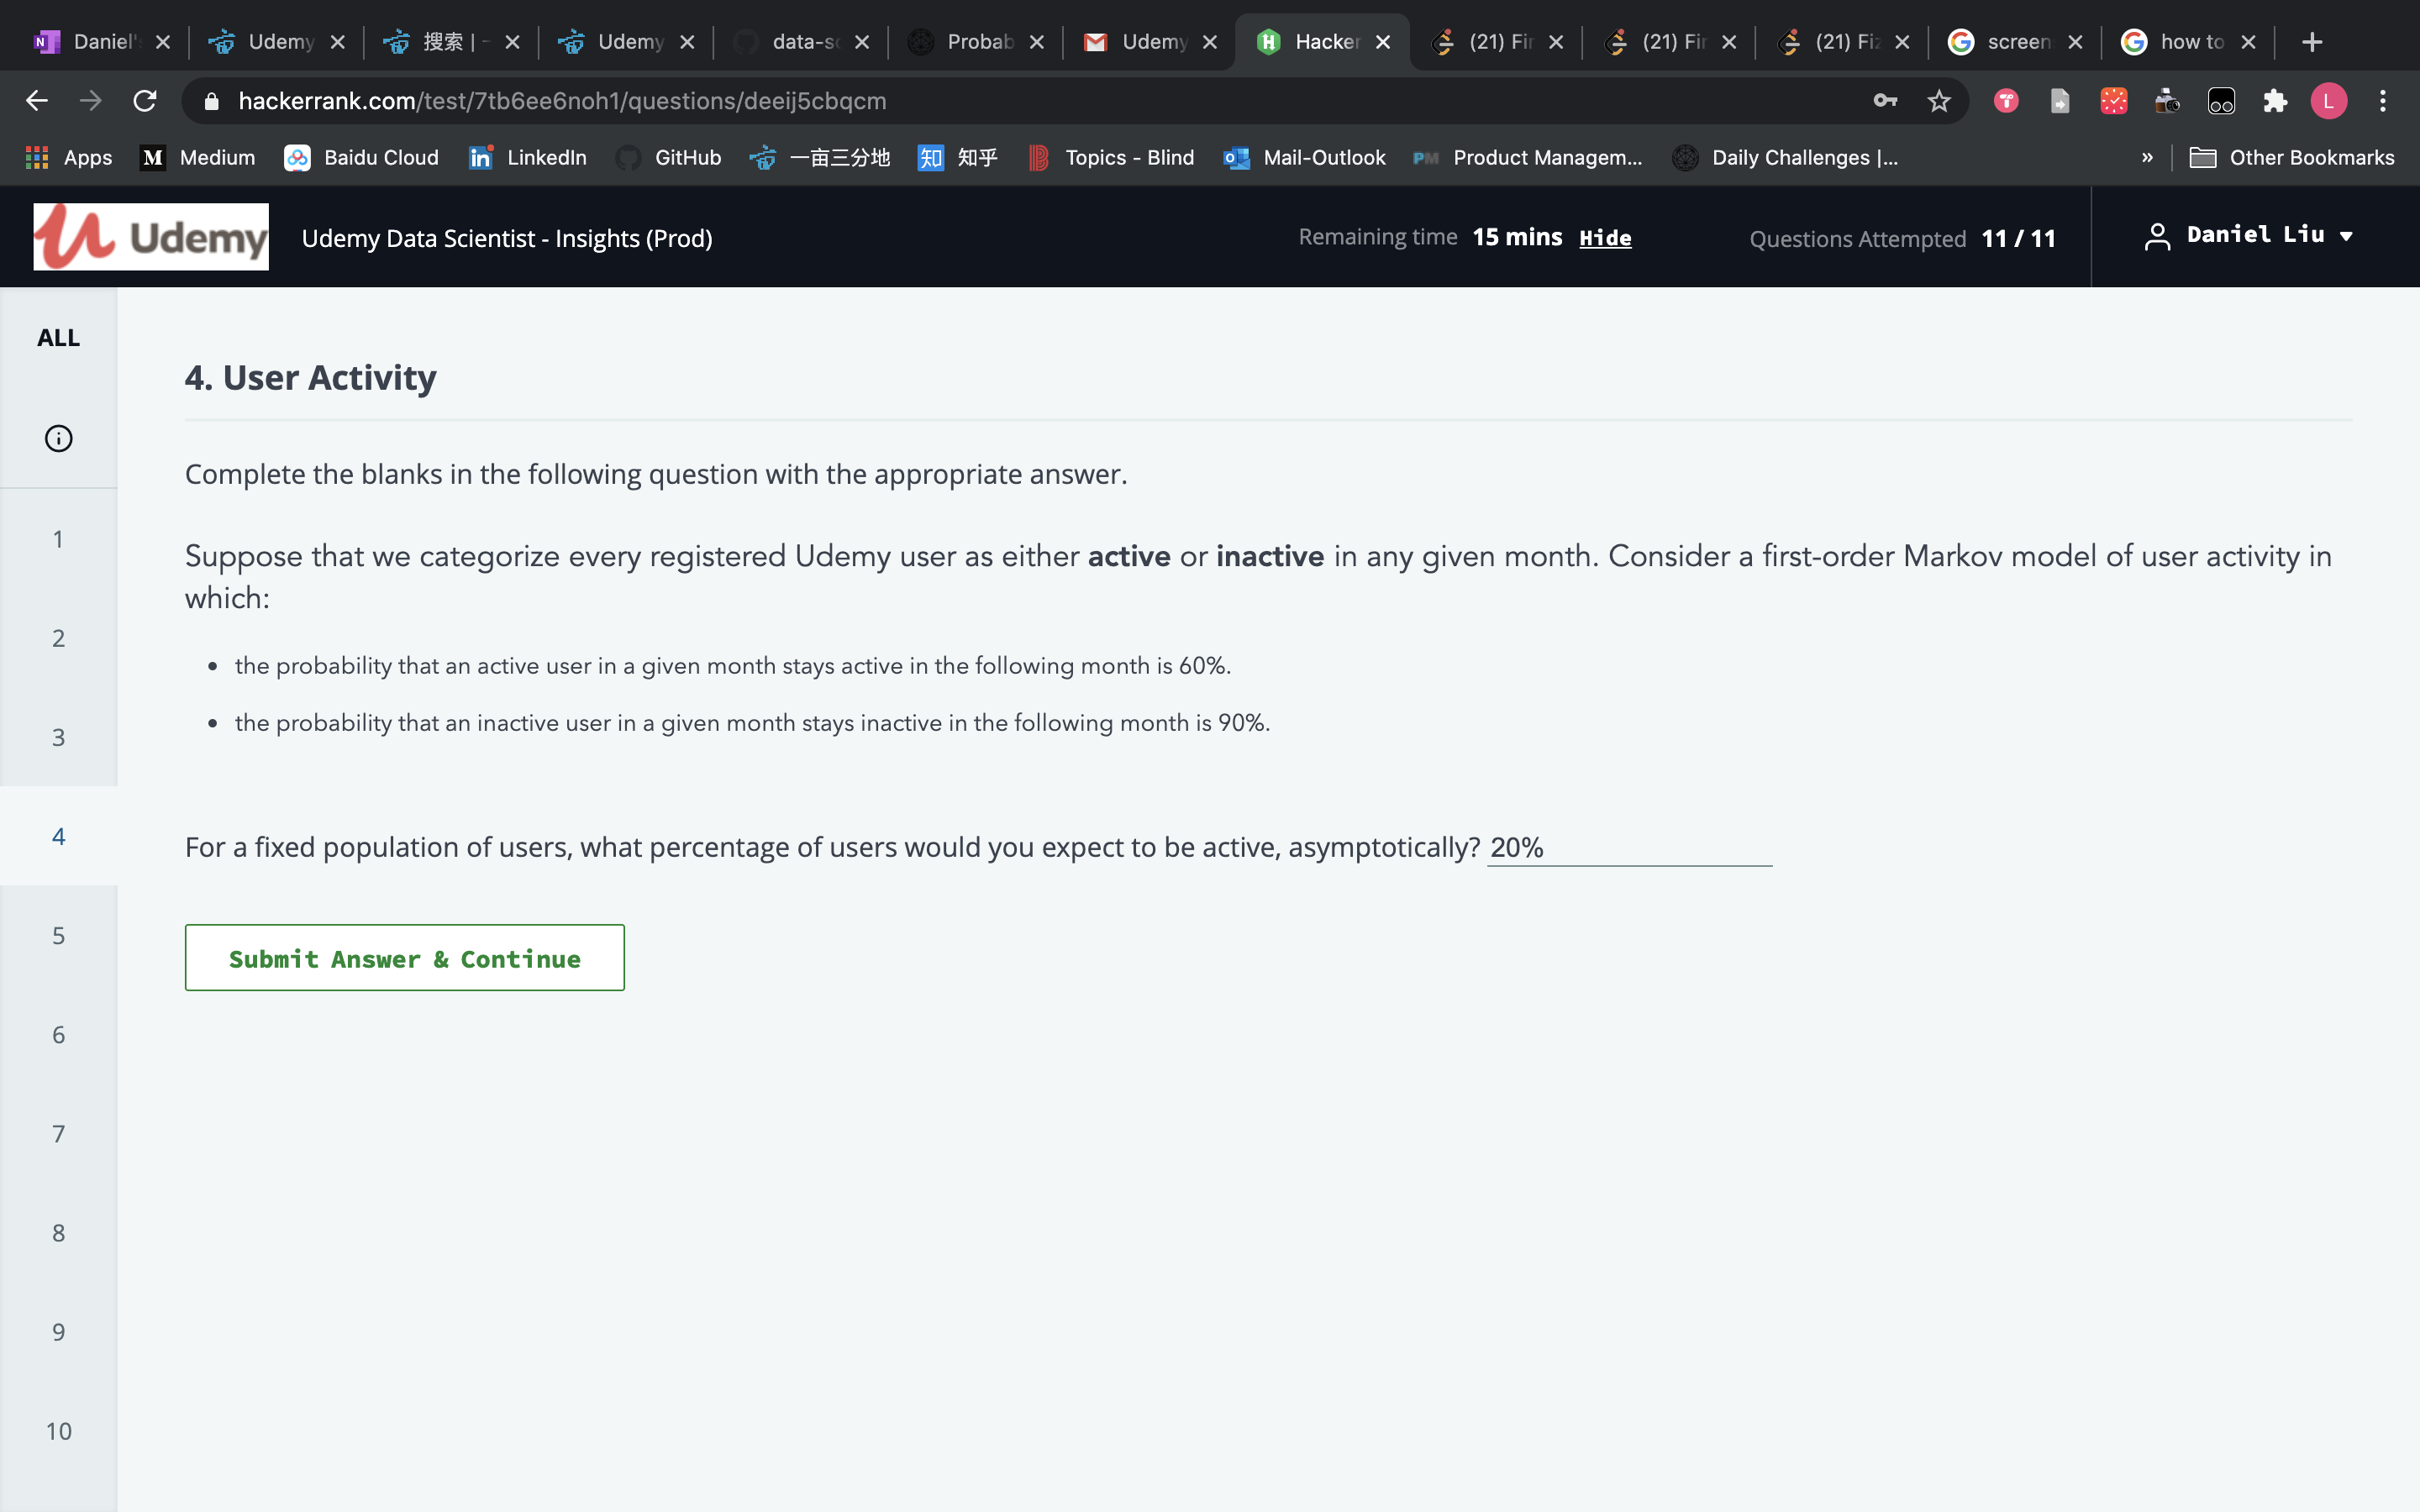 Daniel's
Udemy
搜索 | -
Udemy
data-sc
Probab
Udemy
Hacker
(21) Fir
(21) Fir
(21) Fiz
screen
how to
hackerrank.com/test/7tb6ee6noh1/questions/deeij5cbqcm
L
Apps
Medium
Baidu Cloud
LinkedIn
GitHub
一亩三分地
知乎
Topics - Blind
Mail-Outlook
PM Product Managem...
Daily Challenges |...
»
Other Bookmarks
Udemy
Udemy Data Scientist - Insights (Prod)
Remaining time 15 mins Hide
Questions Attempted 11 / 11
Daniel Liu
ALL
4. User Activity
Complete the blanks in the following question with the appropriate answer.
1
Suppose that we categorize every registered Udemy user as either active or inactive in any given month. Consider a first-order Markov model of user activity in
which:
2
• the probability that an active user in a given month stays active in the following month is 60%.
• the probability that an inactive user in a given month stays inactive in the following month is 90%.
3
4
For a fixed population of users, what percentage of users would you expect to be active, asymptotically? 20%
5
Submit Answer & Continue
6
7
8
9
10